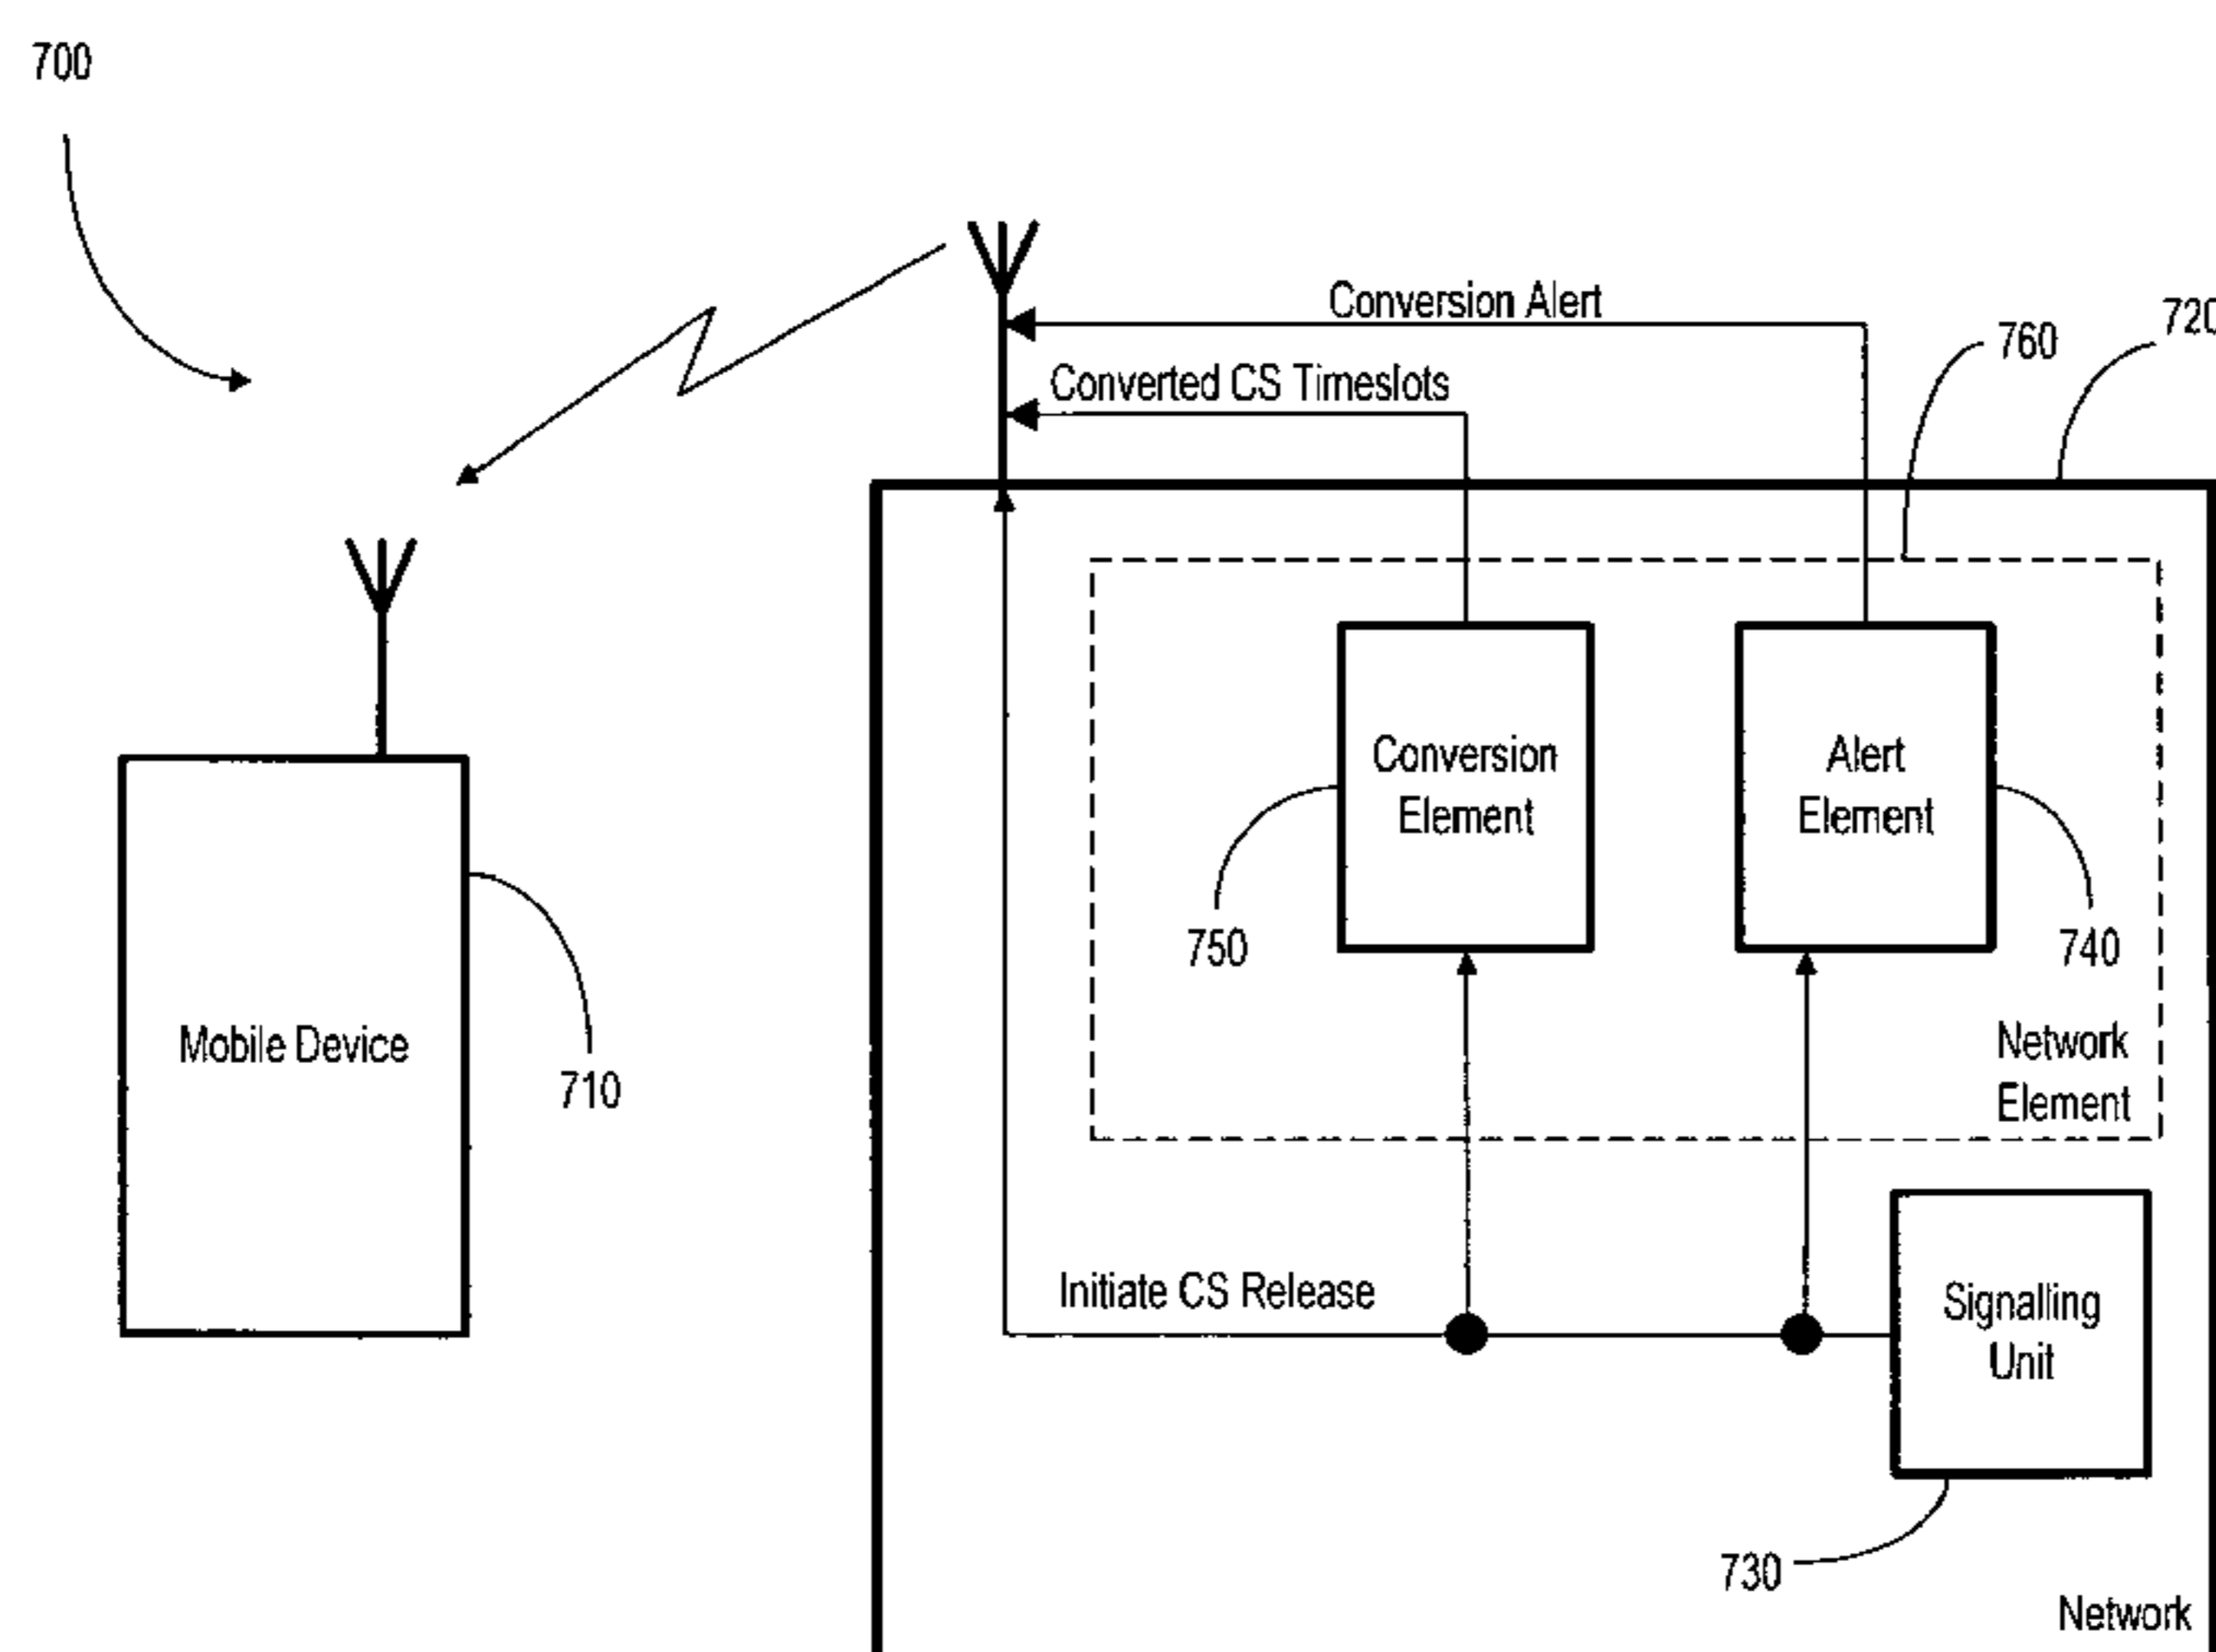 700
Conversion Alert
760
720
Converted CS Timeslots
Conversion
Element
Alert
Element
750
740
Mobile Device
710
Network
Element
Initiate CS Release
Signalling
Unit
730
Network